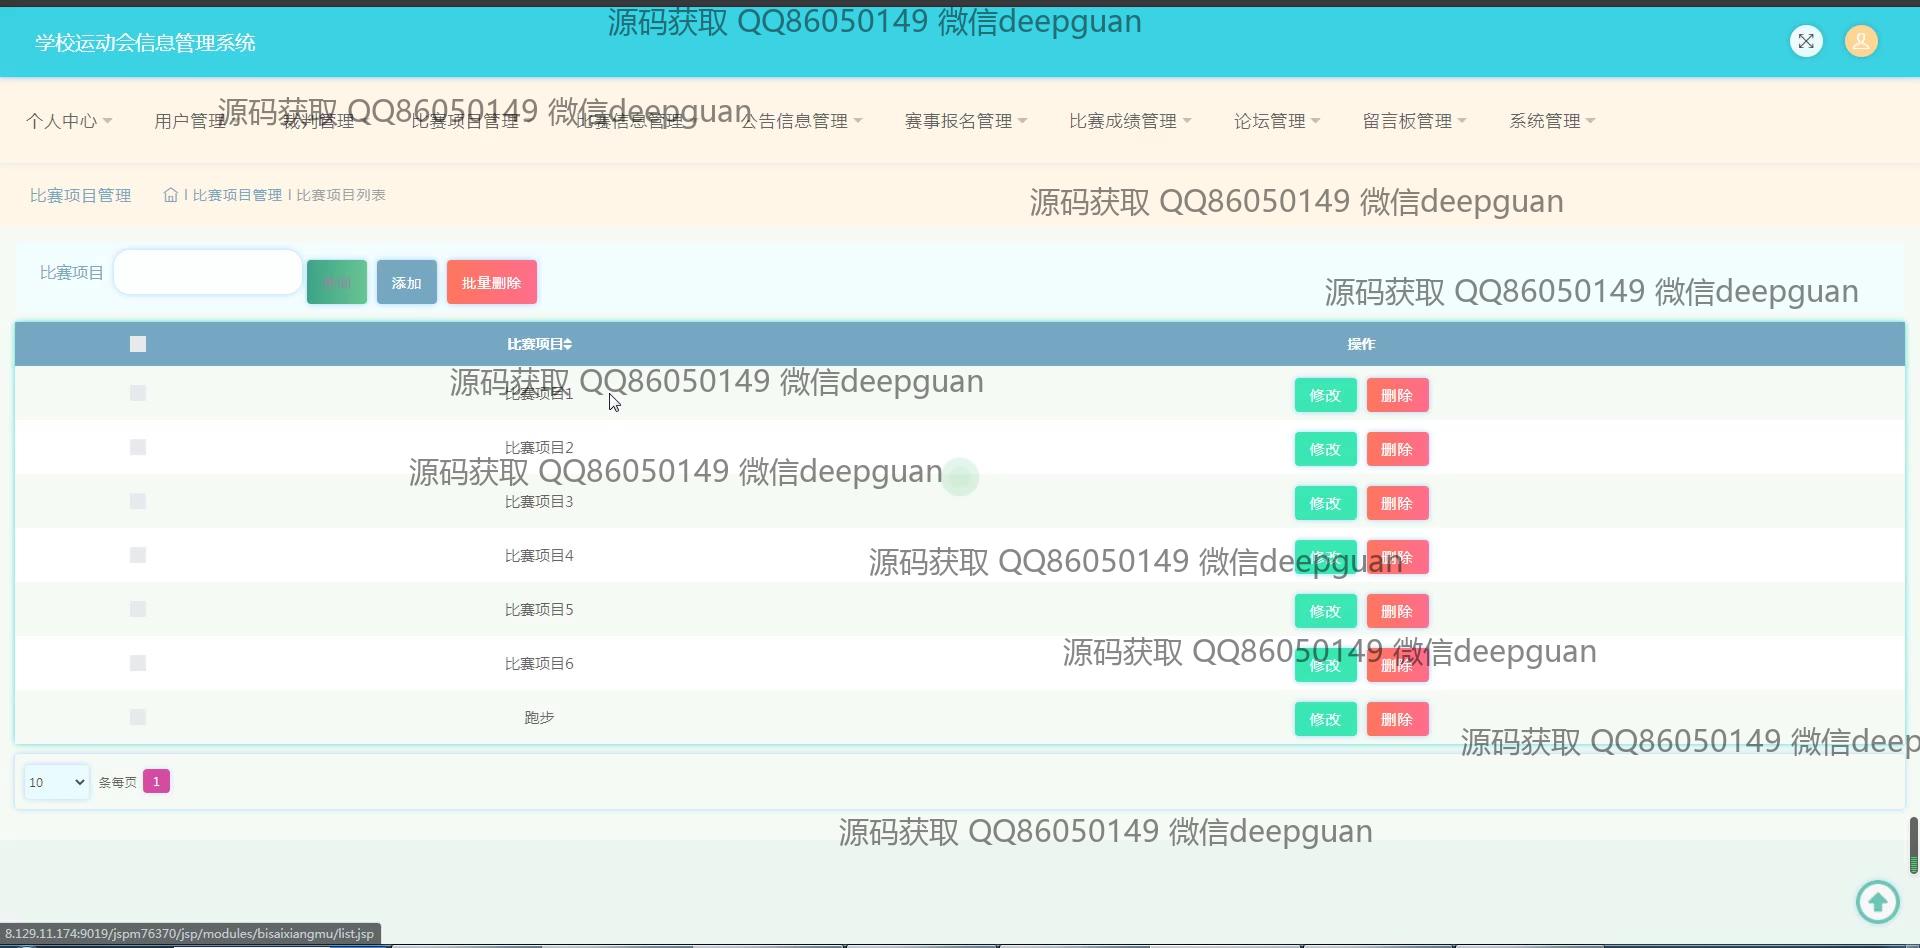 源码获取 QQ86050149 微信deepguan
学校运动会信息管理系统
源码获取 QQ86050149 微信deepguan
个人中心 用户管理 裁判管理 比赛项目管理 比赛信息管理 公告信息管理 赛事报名管理 比赛成绩管理 论坛管理 留言板管理 系统管理
比赛项目管理 比赛项目管理 比赛项目列表
源码获取 QQ86050149 微信deepguan
比赛项目 添加 批量删除
源码获取 QQ86050149 微信deepguan
比赛项目 操作
源码获取 QQ86050149 微信deepguan
比赛项目1 修改 删除
比赛项目2 修改 删除
源码获取 QQ86050149 微信deepguan
比赛项目3 修改 删除
比赛项目4 修改 删除
源码获取 QQ86050149 微信deepguan
比赛项目5 修改 删除
源码获取 QQ86050149 微信deepguan
比赛项目6 修改 删除
跑步 修改 删除
源码获取 QQ86050149 微信deep
10 条每页 1
源码获取 QQ86050149 微信deepguan
8.129.11.174:9019/jspm76370/jsp/modules/bisaixiangmu/list.jsp